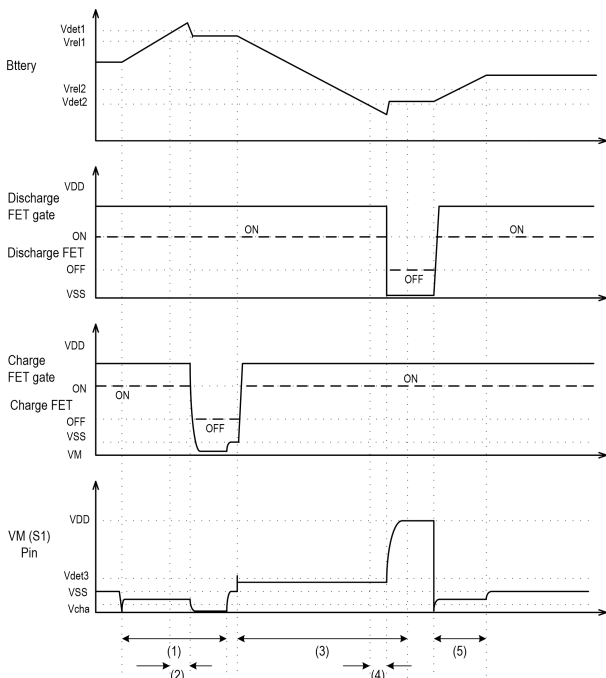 Vdet1
Vrel1
Bttery
Vrel2
Vdet2
VDD
Discharge
FET gate
ON
ON
ON
Discharge FET
OFF
OFF
VSS
VDD
Charge
FET gate
ON
ON
ON
Charge FET
OFF
OFF
VSS
VM
VDD
VM (S1)
Pin
Vdet3
VSS
Vcha
(1)
(3)
(5)
(2)
(4)